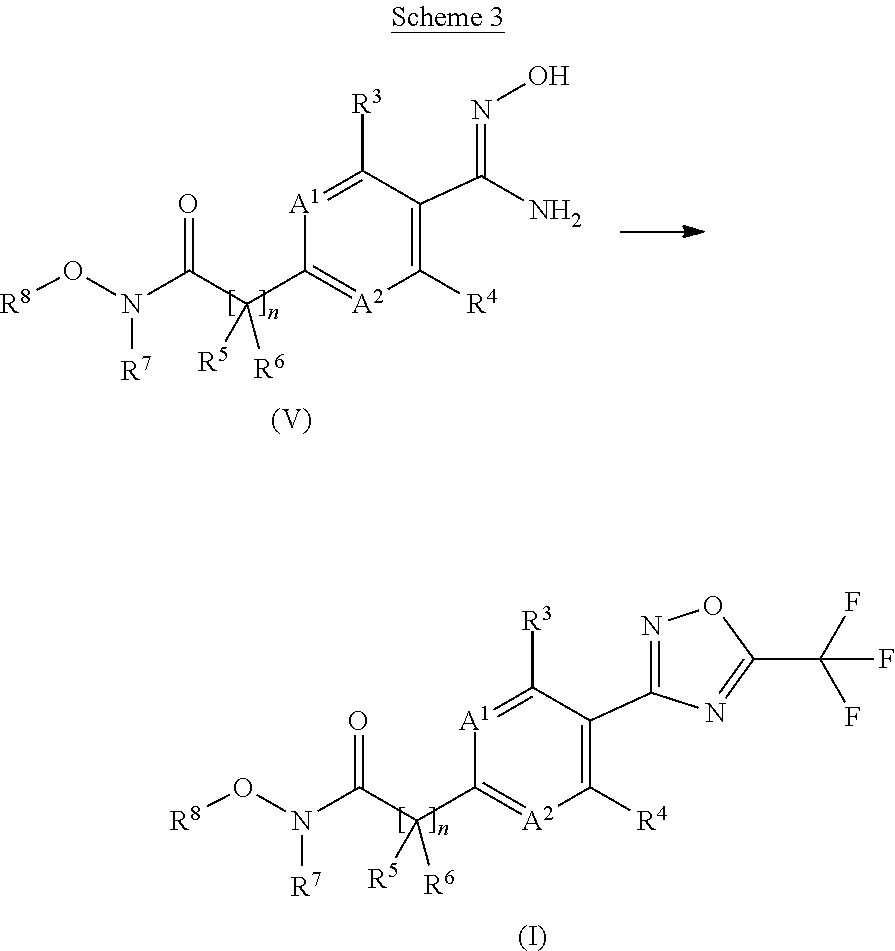 Scheme 3
OH
R³
N
O
A¹
NH₂
O
R⁸
N
[ ]ₙ
A²
R⁴
R⁷
R⁵
R⁶
(V)
O
F
R³
N
F
O
A¹
N
F
O
R⁸
N
[ ]ₙ
A²
R⁴
R⁷
R⁵
R⁶
(I)